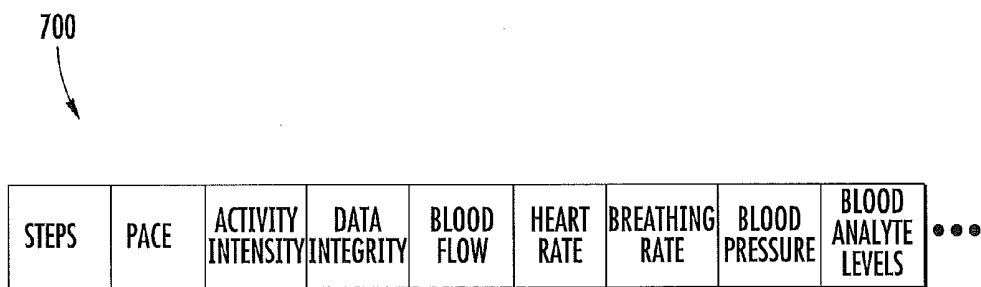 700
STEPS
PACE
ACTIVITY
INTENSITY
DATA
INTEGRITY
BLOOD
FLOW
HEART
RATE
BREATHING
RATE
BLOOD
PRESSURE
BLOOD
ANALYTE
LEVELS